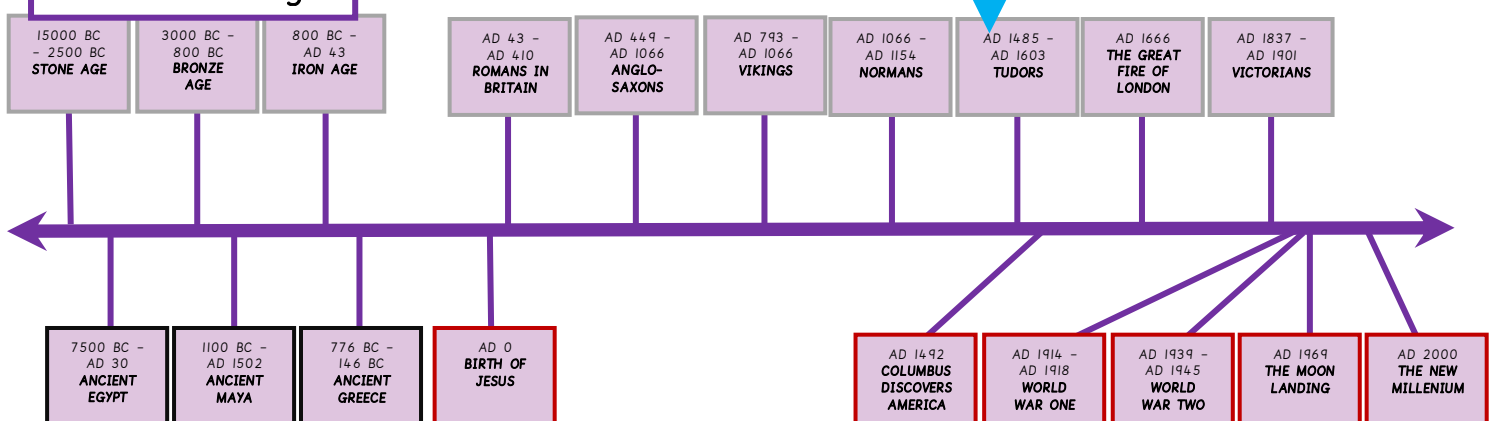 15000 BC
– 2500 BC
STONE AGE
3000 BC –
800 BC
BRONZE
AGE
800 BC –
AD 43
IRON AGE
AD 43 –
AD 410
ROMANS IN
BRITAIN
AD 449 –
AD 1066
ANGLO-
SAXONS
AD 793 –
AD 1066
VIKINGS
AD 1066 –
AD 1154
NORMANS
AD 1485 –
AD 1603
TUDORS
AD 1666
THE GREAT
FIRE OF
LONDON
AD 1837 –
AD 1901
VICTORIANS
7500 BC –
AD 30
ANCIENT
EGYPT
1100 BC –
AD 1502
ANCIENT
MAYA
776 BC –
146 BC
ANCIENT
GREECE
AD 0
BIRTH OF
JESUS
AD 1492
COLUMBUS
DISCOVERS
AMERICA
AD 1914 –
AD 1918
WORLD
WAR ONE
AD 1939 –
AD 1945
WORLD
WAR TWO
AD 1969
THE MOON
LANDING
AD 2000
THE NEW
MILLENIUM